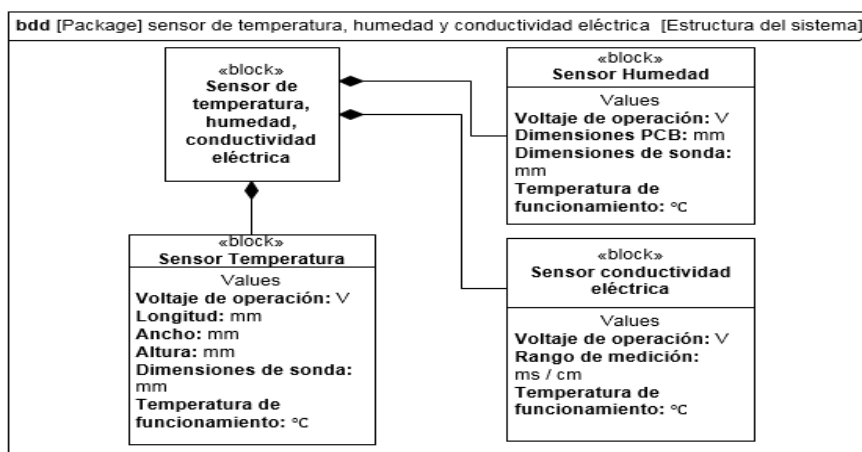 bdd [Package] sensor de temperatura, humedad y conductividad eléctrica [Estructura del sistema]
«block»
Sensor de
temperatura,
humedad,
conductividad
eléctrica
«block»
Sensor Humedad
Values
Voltaje de operación: V
Dimensiones PCB: mm
Dimensiones de sonda:
mm
Temperatura de
funcionamiento: °C
«block»
Sensor Temperatura
Values
Voltaje de operación: V
Longitud: mm
Ancho: mm
Altura: mm
Dimensiones de sonda:
mm
Temperatura de
funcionamiento: °C
«block»
Sensor conductividad
eléctrica
Values
Voltaje de operación: V
Rango de medición:
ms / cm
Temperatura de
funcionamiento: °C